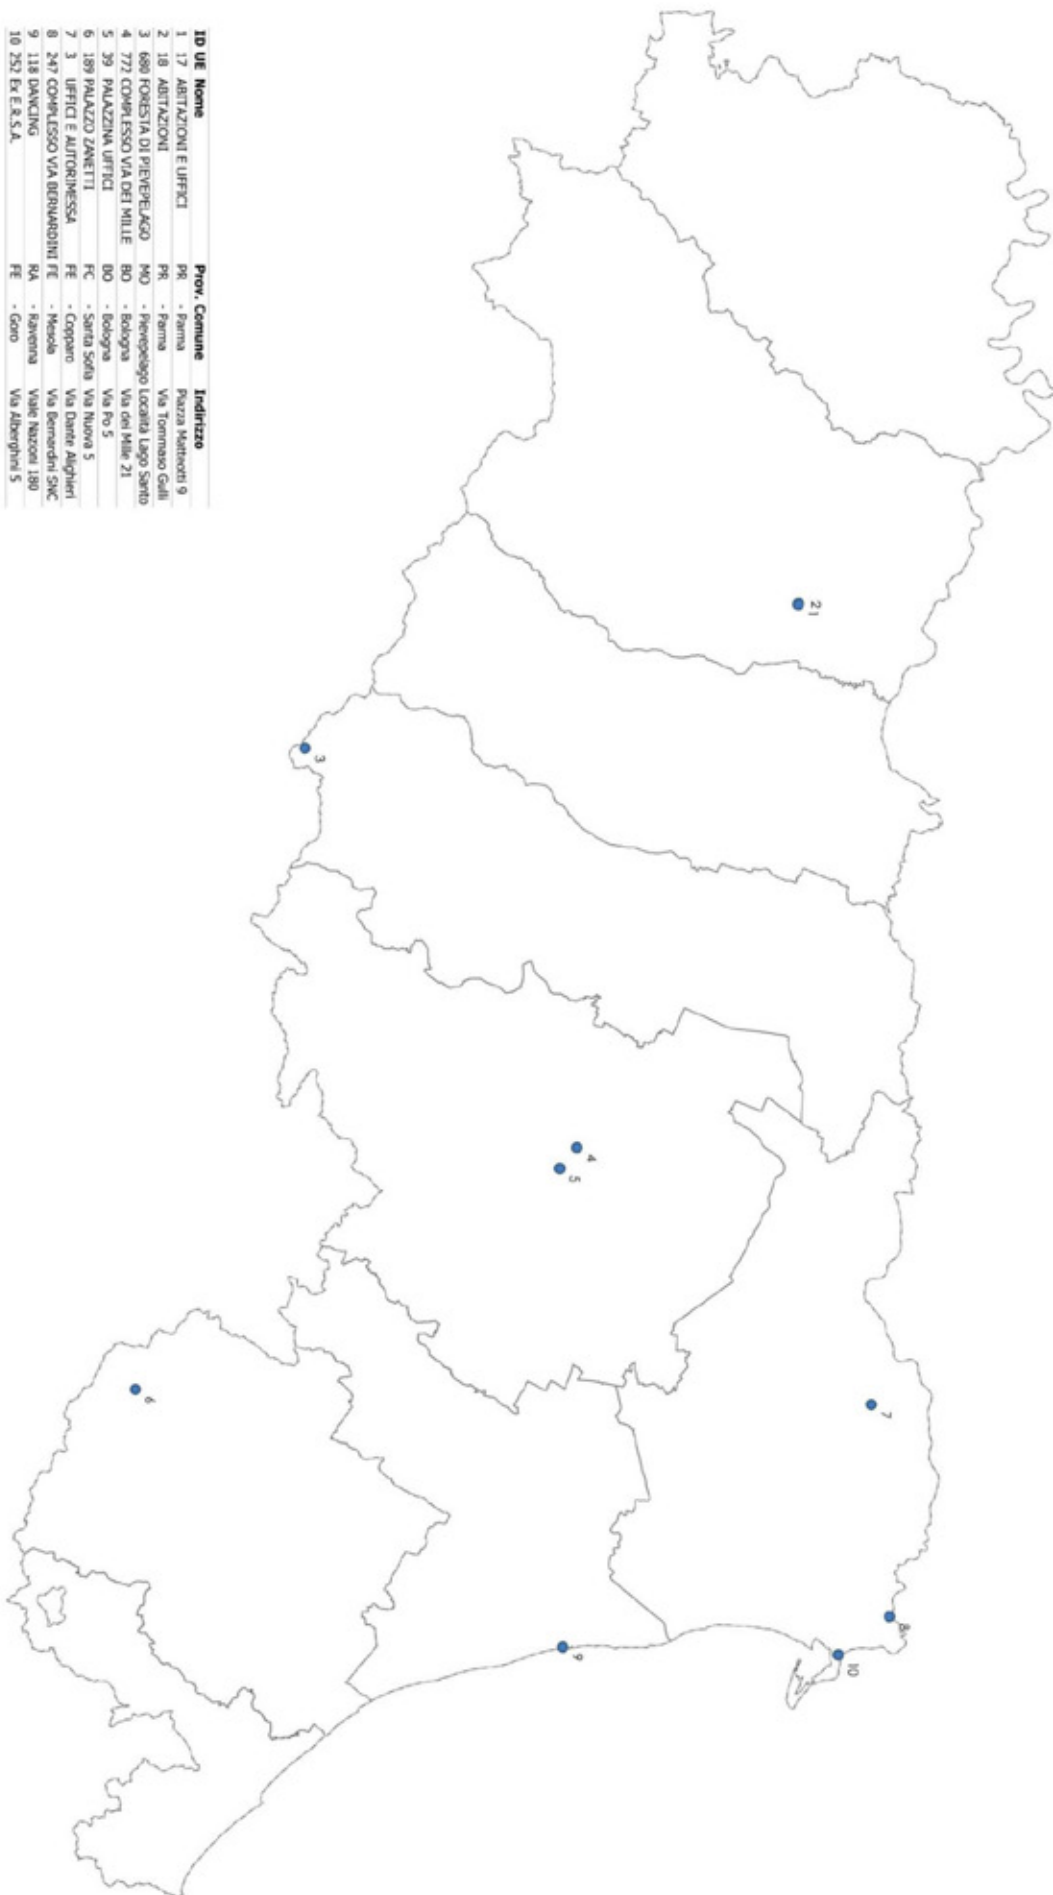 ID UE Nome Prov. Comune Indirizzo
1 17 ABITAZIONI E UFFICI PR - Parma Piazza Matteotti 9
2 18 ABITAZIONI PR - Parma Via Tommaso Gulli
3 680 FORESTA DI PIEVEPELAGO MO - Pievepelago Località Lago Santo
4 772 COMPLESSO VIA DEI MILLE BO - Bologna Via dei Mille 21
5 39 PALAZZINA UFFICI BO - Bologna Via Po 5
6 189 PALAZZO ZANETTI FC - Santa Sofia Via Nuova 5
7 3 UFFICI E AUTORIMESSA FE - Copparo Via Dante Alighieri
8 247 COMPLESSO VIA BERNARDINI FE - Mesola Via Bernardini SNC
9 118 DANCING RA - Ravenna Viale Nazioni 180
10 252 Ex E.R.S.A. FE - Goro Via Alberghini 5
21
3
4
5
6
7
8
9
10